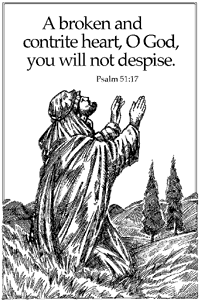 A broken and
contrite heart, O God,
you will not despise.
Psalm 51:17